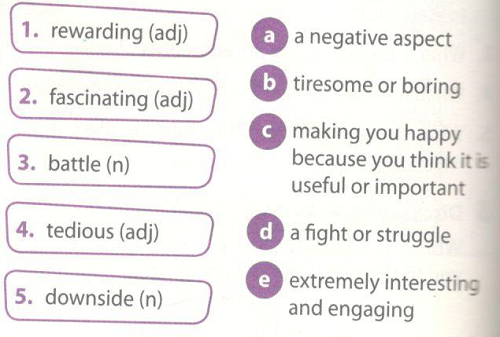 1. rewarding (adj)
2. fascinating (adj)
3. battle (n)
4. tedious (adj)
5. downside (n)
a a negative aspect
b tiresome or boring
c making you happy
because you think it is
useful or important
d a fight or struggle
e extremely interesting
and engaging